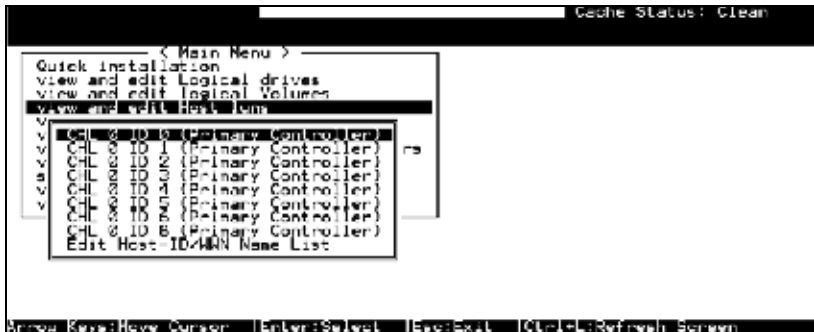 Cache Status: Clean
< Main Menu >
Quick installation
view and edit Logical drives
view and edit logical Volumes
view and edit Host luns
v
v
v
s
v
v
rs
CHL 0 ID 0 (Primary Controller)
CHL 0 ID 1 (Primary Controller)
CHL 0 ID 2 (Primary Controller)
CHL 0 ID 3 (Primary Controller)
CHL 0 ID 4 (Primary Controller)
CHL 0 ID 5 (Primary Controller)
CHL 0 ID 6 (Primary Controller)
CHL 0 ID 8 (Primary Controller)
Edit Host-ID/WWN Name List
Arrow Keys:Move Cursor |Enter:Select |Esc:Exit |Ctrl+L:Refresh Screen